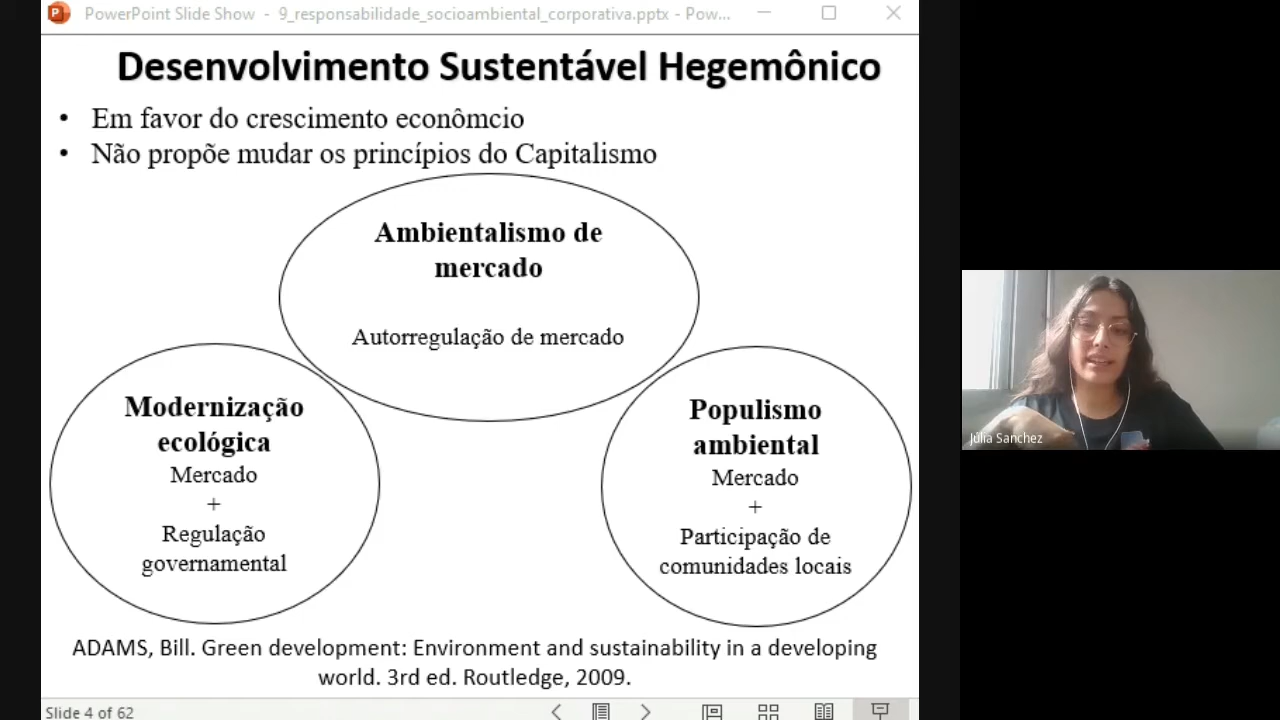 PowerPoint Slide Show - 9_responsabilidade_socioambiental_corporativa.pptx - Pow...
Desenvolvimento Sustentável Hegemônico
• Em favor do crescimento econômcio
• Não propõe mudar os princípios do Capitalismo
Ambientalismo de
mercado
Autorregulação de mercado
Modernização
ecológica
Mercado
+
Regulação
governamental
Populismo
ambiental
Mercado
+
Participação de
comunidades locais
ADAMS, Bill. Green development: Environment and sustainability in a developing
world. 3rd ed. Routledge, 2009.
Slide 4 of 62
Júlia Sanchez